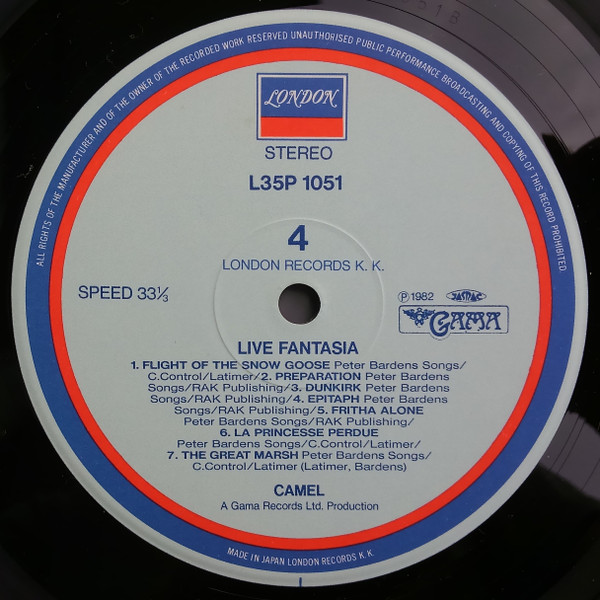 ALL RIGHTS OF THE MANUFACTURER AND OF THE OWNER OF THE RECORDED WORK RESERVED UNAUTHORISED PUBLIC PERFORMANCE BROADCASTING AND COPYING OF THIS RECORD PROHIBITED
LONDON
STEREO
L35P 1051
4
LONDON RECORDS K. K.
SPEED 33⅓
Ⓟ 1982 JASRAC
GAMA
LIVE FANTASIA
1. FLIGHT OF THE SNOW GOOSE Peter Bardens Songs/
C.Control/Latimer/2. PREPARATION Peter Bardens
Songs/RAK Publishing/3. DUNKIRK Peter Bardens
Songs/RAK Publishing/4. EPITAPH Peter Bardens
Songs/RAK Publishing/5. FRITHA ALONE
Peter Bardens Songs/RAK Publishing/
6. LA PRINCESSE PERDUE
Peter Bardens Songs/C.Control/Latimer/
7. THE GREAT MARSH Peter Bardens Songs/
C.Control/Latimer (Latimer, Bardens)
CAMEL
A Gama Records Ltd. Production
MADE IN JAPAN LONDON RECORDS K. K.